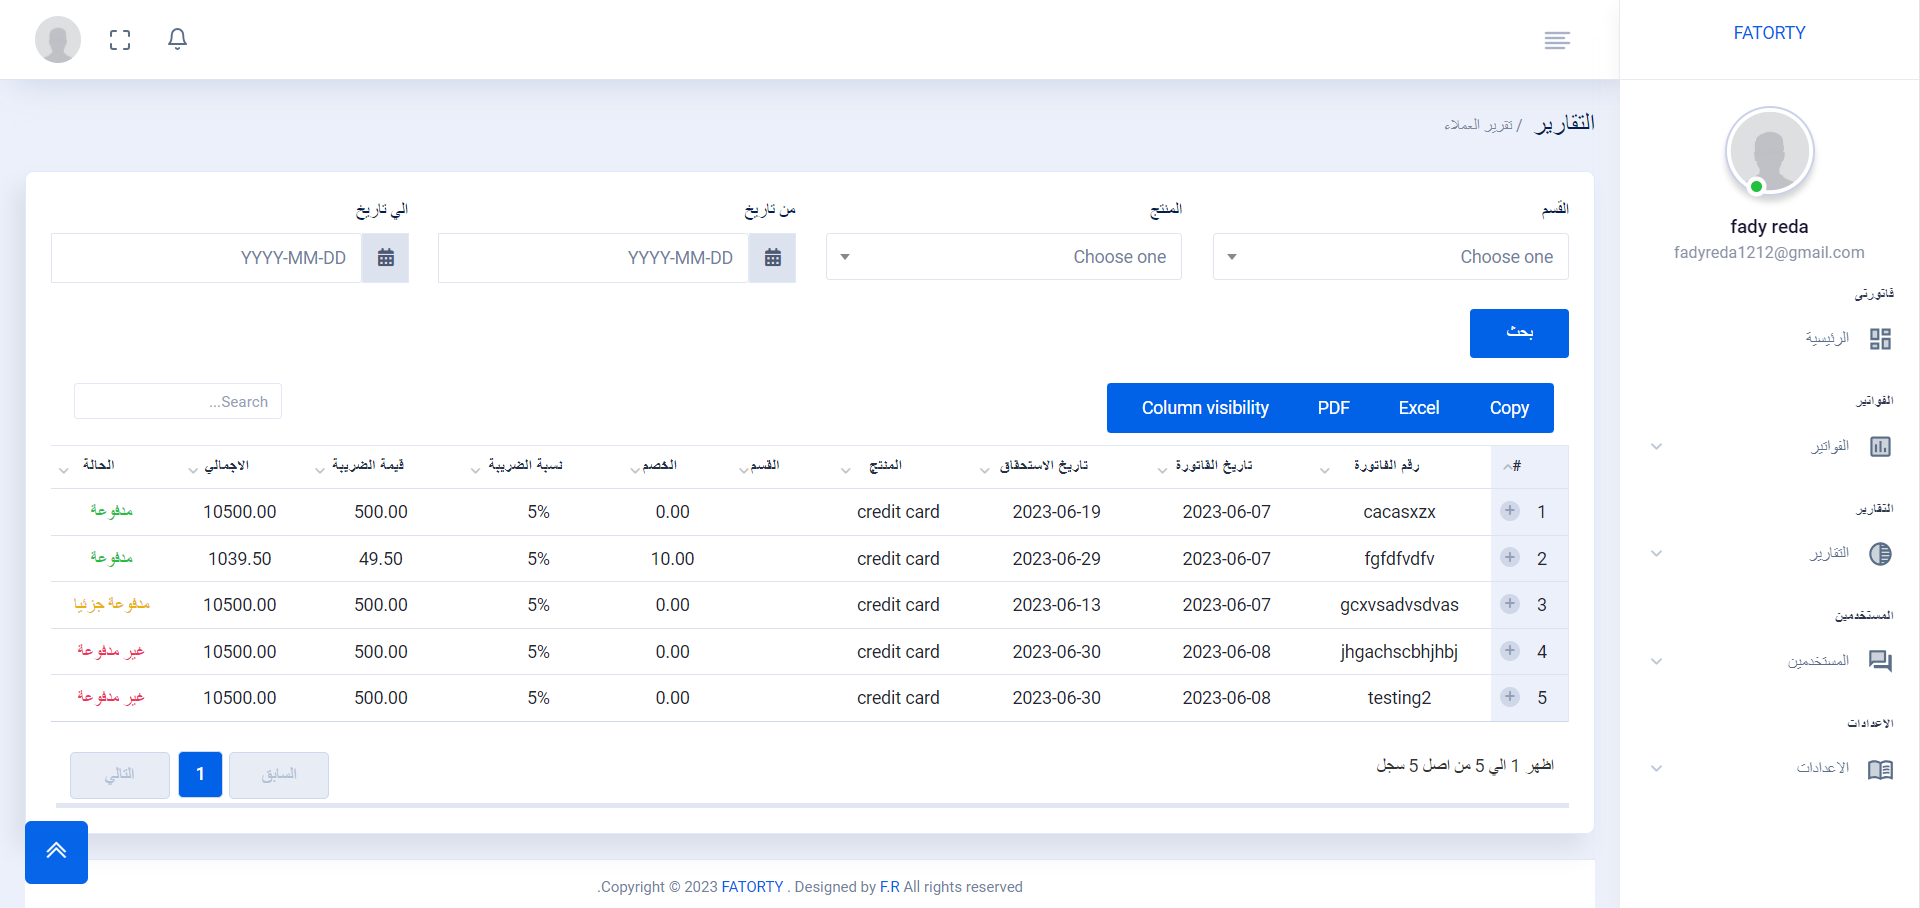 FATORTY
fady reda
fadyreda1212@gmail.com
فاتورتى
الرئيسية
الفواتير
الفواتير
التقارير
التقارير
المستخدمين
المستخدمين
الاعدادات
الاعدادات
التقارير / تقرير العملاء
القسم المنتج من تاريخ الي تاريخ
Choose one Choose one YYYY-MM-DD YYYY-MM-DD
بحث
Copy Excel PDF Column visibility
Search...
# رقم الفاتورة تاريخ الفاتورة تاريخ الاستحقاق المنتج القسم الخصم نسبة الضريبة قيمة الضريبة الاجمالي الحالة
1 cacasxzx 2023-06-07 2023-06-19 credit card 0.00 5% 500.00 10500.00 مدفوعة
2 fgfdfvdfv 2023-06-07 2023-06-29 credit card 10.00 5% 49.50 1039.50 مدفوعة
3 gcxvsadvsdvas 2023-06-07 2023-06-13 credit card 0.00 5% 500.00 10500.00 مدفوعة جزئيا
4 jhgachscbhjhbj 2023-06-08 2023-06-30 credit card 0.00 5% 500.00 10500.00 غير مدفوعة
5 testing2 2023-06-08 2023-06-30 credit card 0.00 5% 500.00 10500.00 غير مدفوعة
اظهر 1 الي 5 من اصل 5 سجل
السابق 1 التالي
.Copyright © 2023 FATORTY . Designed by F.R All rights reserved